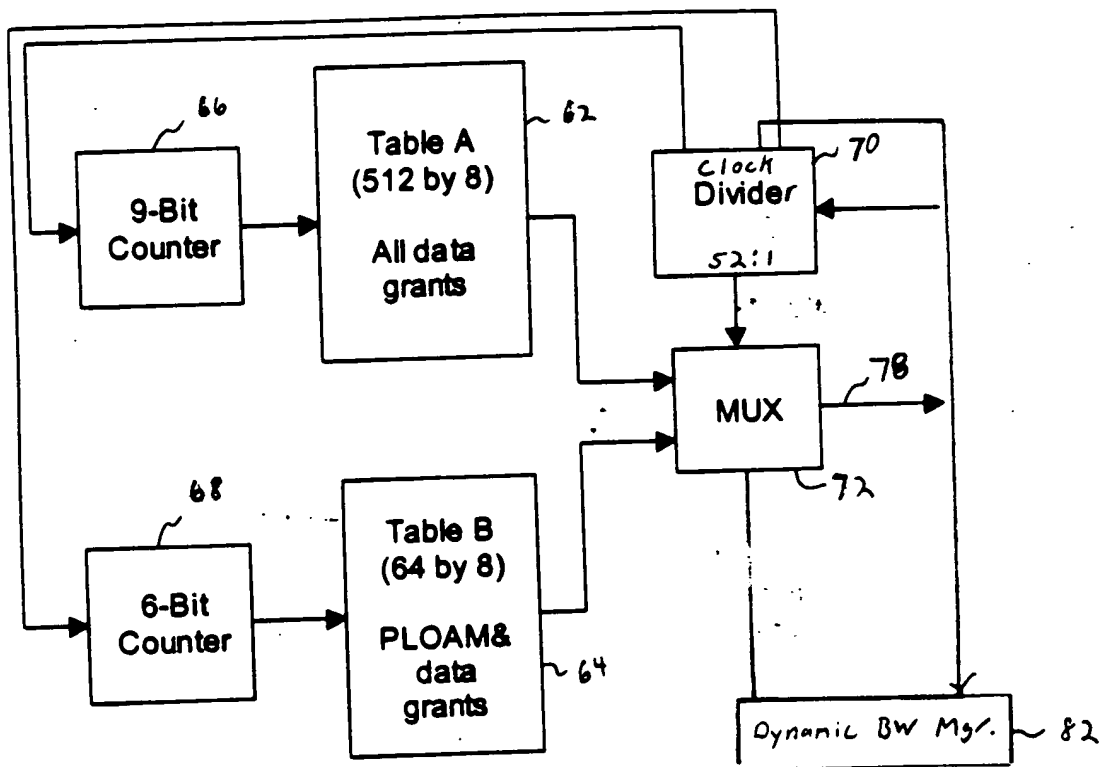 66
9-Bit
Counter
Table A
(512 by 8)
All data
grants
62
Clock
Divider
52:1
70
MUX
78
72
68
6-Bit
Counter
Table B
(64 by 8)
PLOAM&
data
grants
64
Dynamic BW Mgr.
82